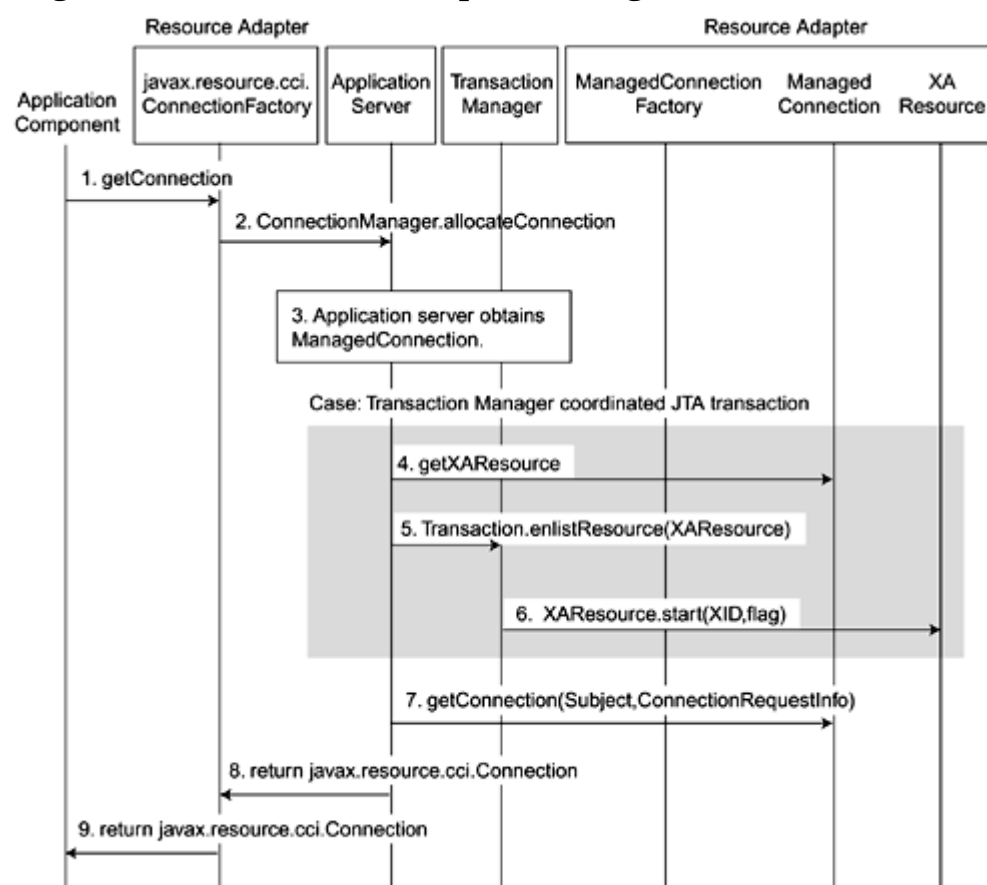 Resource Adapter
Resource Adapter
Application
Component
javax.resource.cci.
ConnectionFactory
Application
Server
Transaction
Manager
ManagedConnection
Factory
Managed
Connection
XA
Resource
1. getConnection
2. ConnectionManager.allocateConnection
3. Application server obtains
ManagedConnection.
Case: Transaction Manager coordinated JTA transaction
4. getXAResource
5. Transaction.enlistResource(XAResource)
6. XAResource.start(XID,flag)
7. getConnection(Subject,ConnectionRequestInfo)
8. return javax.resource.cci.Connection
9. return javax.resource.cci.Connection